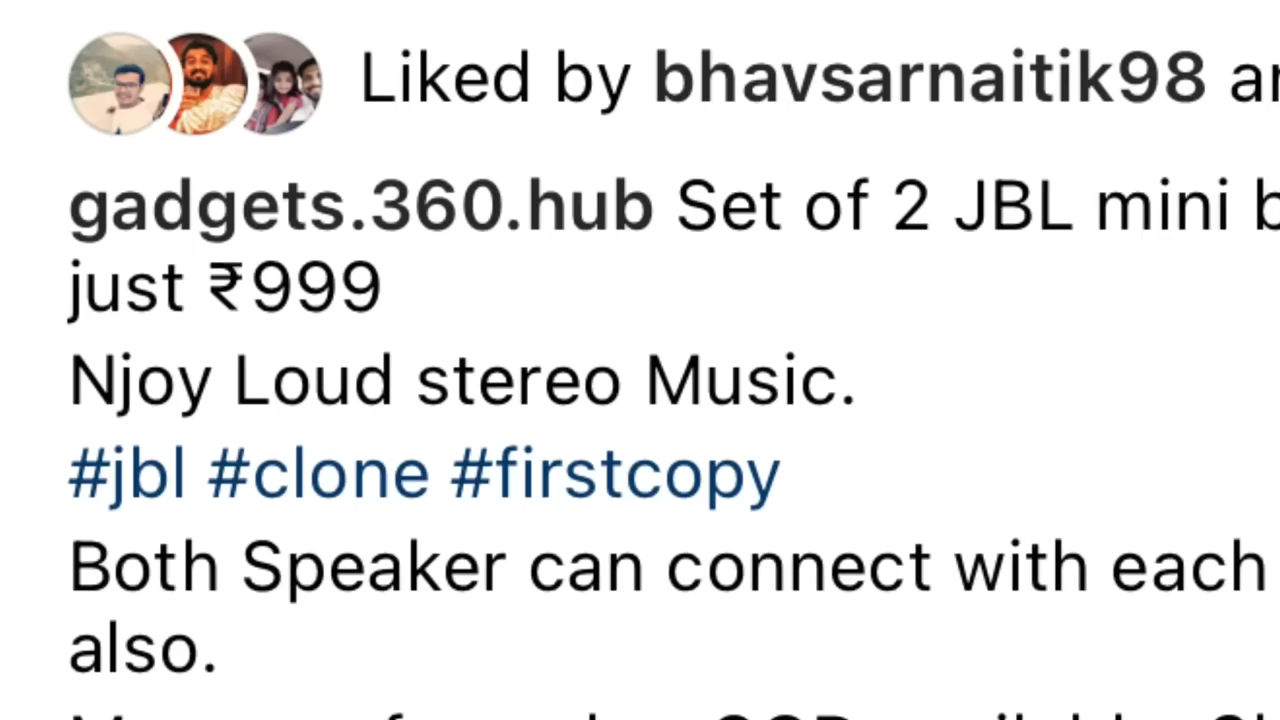 Liked by bhavsarnaitik98
gadgets.360.hub Set of 2 JBL mini
just ₹999
Njoy Loud stereo Music.
#jbl #clone #firstcopy
Both Speaker can connect with each
also.